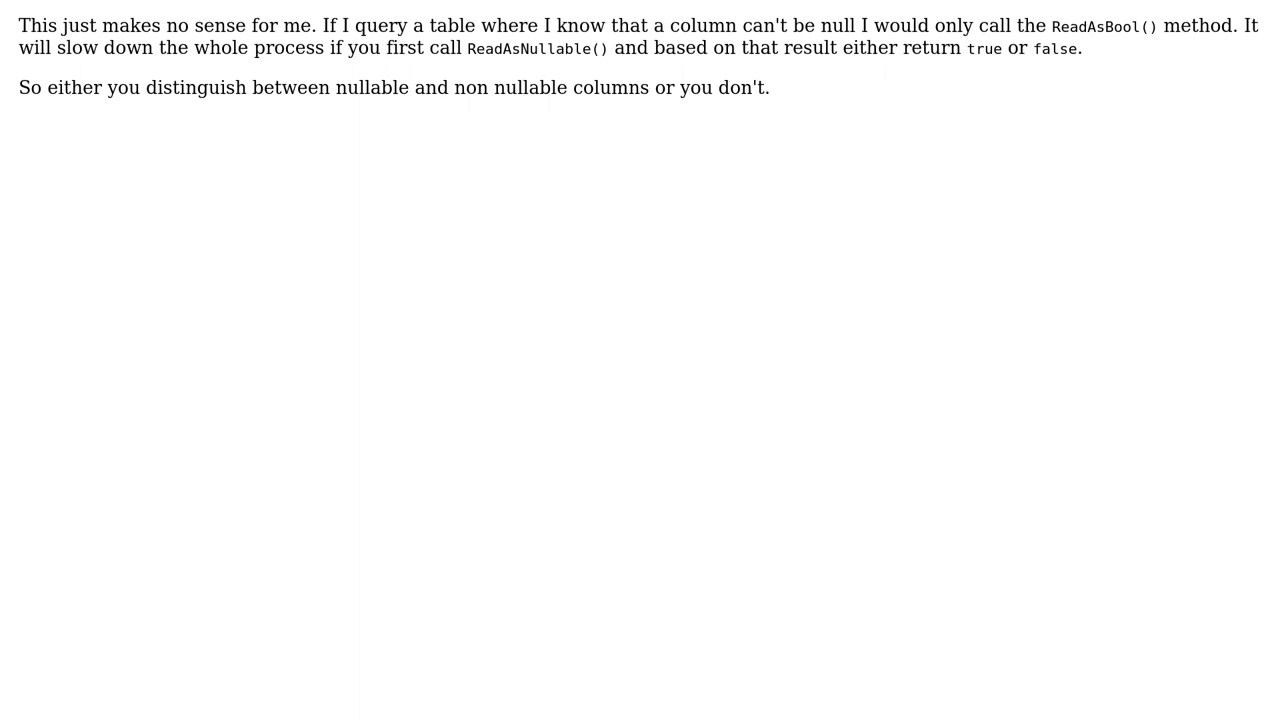 This just makes no sense for me. If I query a table where I know that a column can't be null I would only call the ReadAsBool() method. It
will slow down the whole process if you first call ReadAsNullable() and based on that result either return true or false.
So either you distinguish between nullable and non nullable columns or you don't.